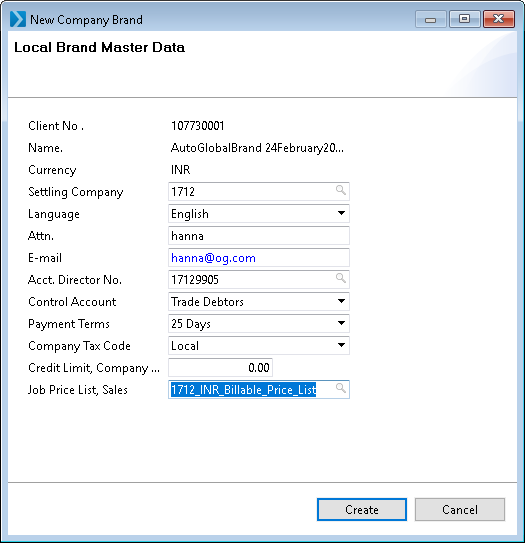 New Company Brand
Local Brand Master Data
Client No . 107730001
Name. AutoGlobalBrand 24February20...
Currency INR
Settling Company 1712
Language English
Attn. hanna
E-mail hanna@og.com
Acct. Director No. 17129905
Control Account Trade Debtors
Payment Terms 25 Days
Company Tax Code Local
Credit Limit, Company ... 0.00
Job Price List, Sales 1712_INR_Billable_Price_List
Create Cancel